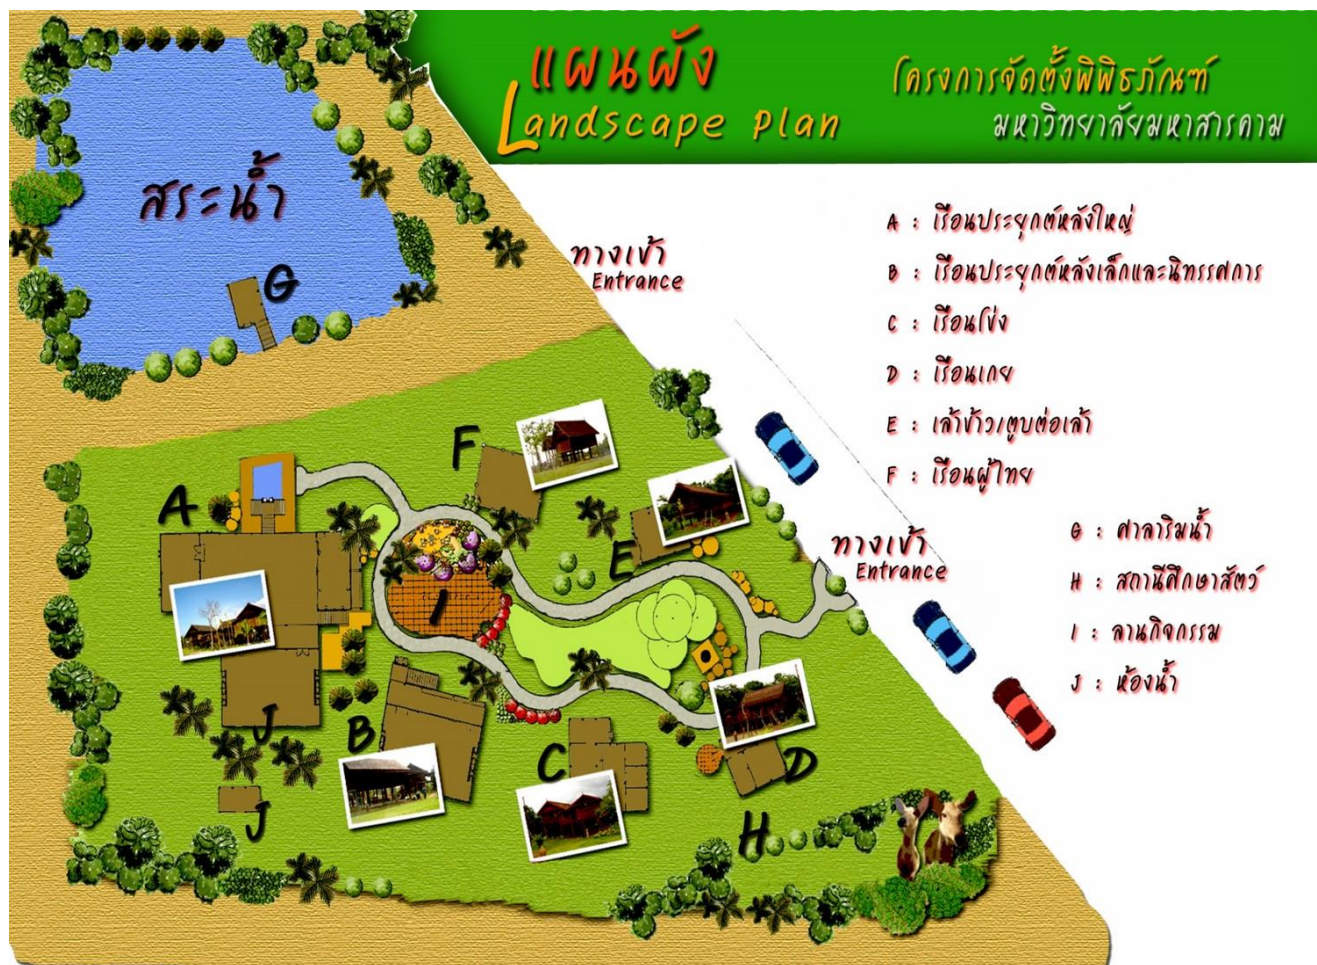 แผนผัง
Landscape Plan
โครงการจัดตั้งพิพิธภัณฑ์
มหาวิทยาลัยมหาสารคาม
สระน้ำ
G
ทางเข้า
Entrance
A : เรือนประยุกต์หลังใหญ่
B : เรือนประยุกต์หลังเล็กและนิทรรศการ
C : เรือนโข่ง
D : เรือนเกย
E : เล้าข้าว/ตูบต่อเล้า
F : เรือนผู้ไทย
G : ศาลาริมน้ำ
H : สถานีศึกษาสัตว์
I : ลานกิจกรรม
J : ห้องน้ำ
F
A
E
ทางเข้า
Entrance
I
J
B
C
D
J
H